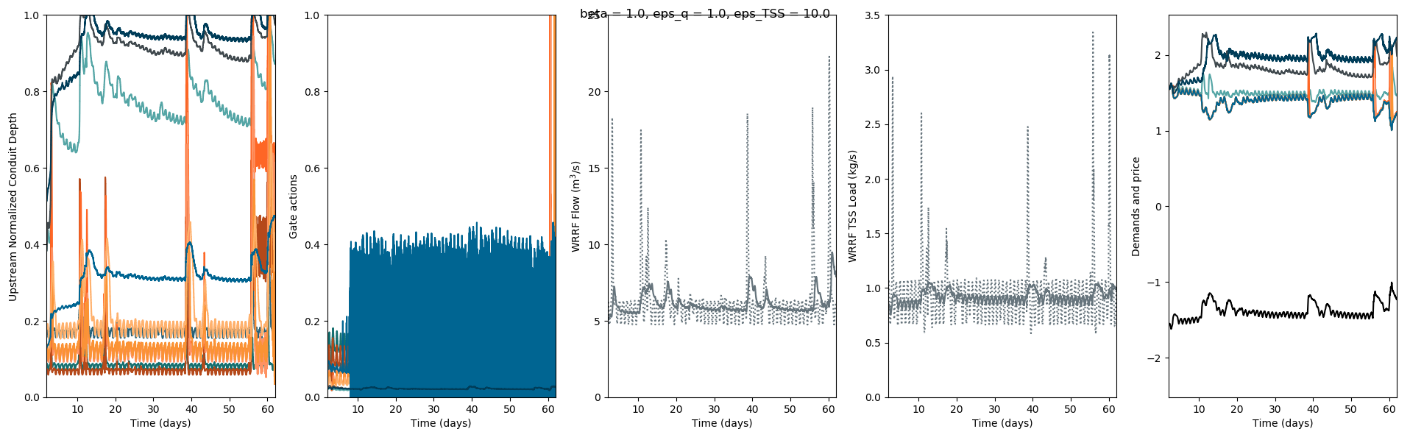 beta = 1.0, eps_q = 1.0, eps_TSS = 10.0
Upstream Normalized Conduit Depth
1.0
0.8
0.6
0.4
0.2
0.0
10 20 30 40 50 60
Time (days)
Gate actions
1.0
0.8
0.6
0.4
0.2
0.0
10 20 30 40 50 60
Time (days)
WRRF Flow (m³/s)
25
20
15
10
5
0
10 20 30 40 50 60
Time (days)
WRRF TSS Load (kg/s)
3.5
3.0
2.5
2.0
1.5
1.0
0.5
0.0
10 20 30 40 50 60
Time (days)
Demands and price
2
1
0
−1
−2
10 20 30 40 50 60
Time (days)